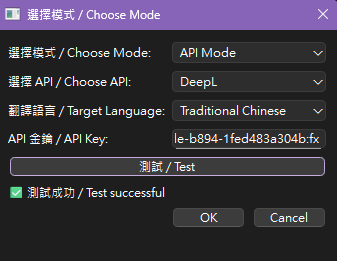 選擇模式 / Choose Mode
選擇模式 / Choose Mode: API Mode
選擇 API / Choose API: DeepL
翻譯語言 / Target Language: Traditional Chinese
API 金鑰 / API Key: le-b894-1fed483a304b:fx
測試 / Test
測試成功 / Test successful
OK Cancel